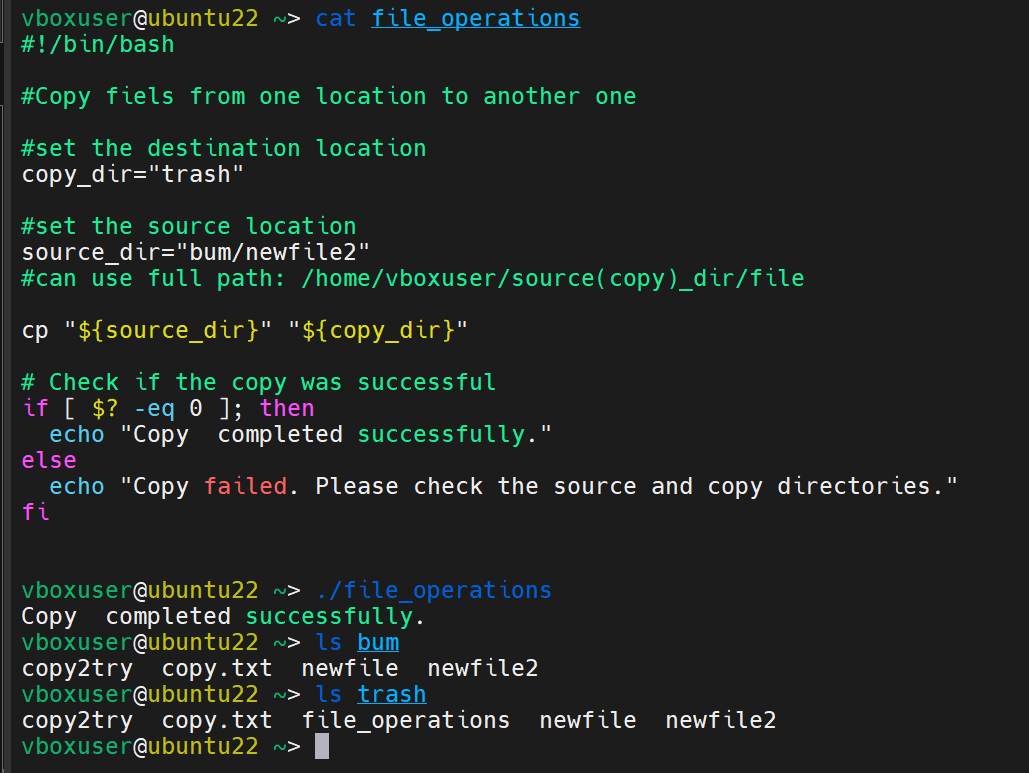 vboxuser@ubuntu22 ~> cat file_operations
#!/bin/bash
#Copy fiels from one location to another one
#set the destination location
copy_dir="trash"
#set the source location
source_dir="bum/newfile2"
#can use full path: /home/vboxuser/source(copy)_dir/file
cp "${source_dir}" "${copy_dir}"
# Check if the copy was successful
if [ $? -eq 0 ]; then
  echo "Copy  completed successfully."
else
  echo "Copy failed. Please check the source and copy directories."
fi
vboxuser@ubuntu22 ~> ./file_operations
Copy  completed successfully.
vboxuser@ubuntu22 ~> ls bum
copy2try  copy.txt  newfile  newfile2
vboxuser@ubuntu22 ~> ls trash
copy2try  copy.txt  file_operations  newfile  newfile2
vboxuser@ubuntu22 ~>